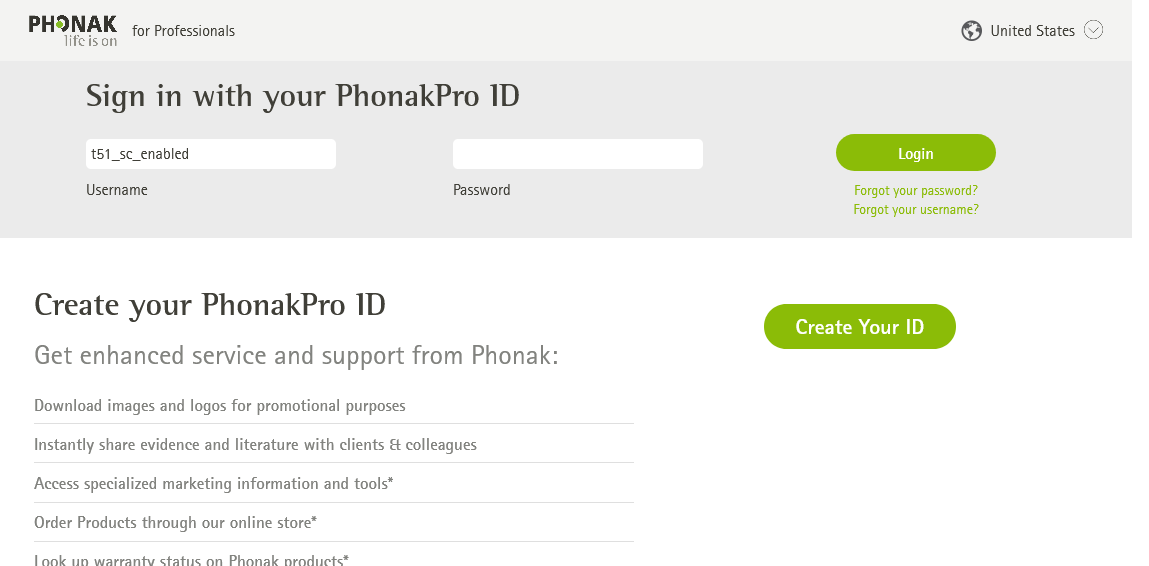 PHONAK
life is on
for Professionals
United States
Sign in with your PhonakPro ID
t51_sc_enabled
Login
Username
Password
Forgot your password?
Forgot your username?
Create your PhonakPro ID
Create Your ID
Get enhanced service and support from Phonak:
Download images and logos for promotional purposes
Instantly share evidence and literature with clients & colleagues
Access specialized marketing information and tools*
Order Products through our online store*
Look up warranty status on Phonak products*